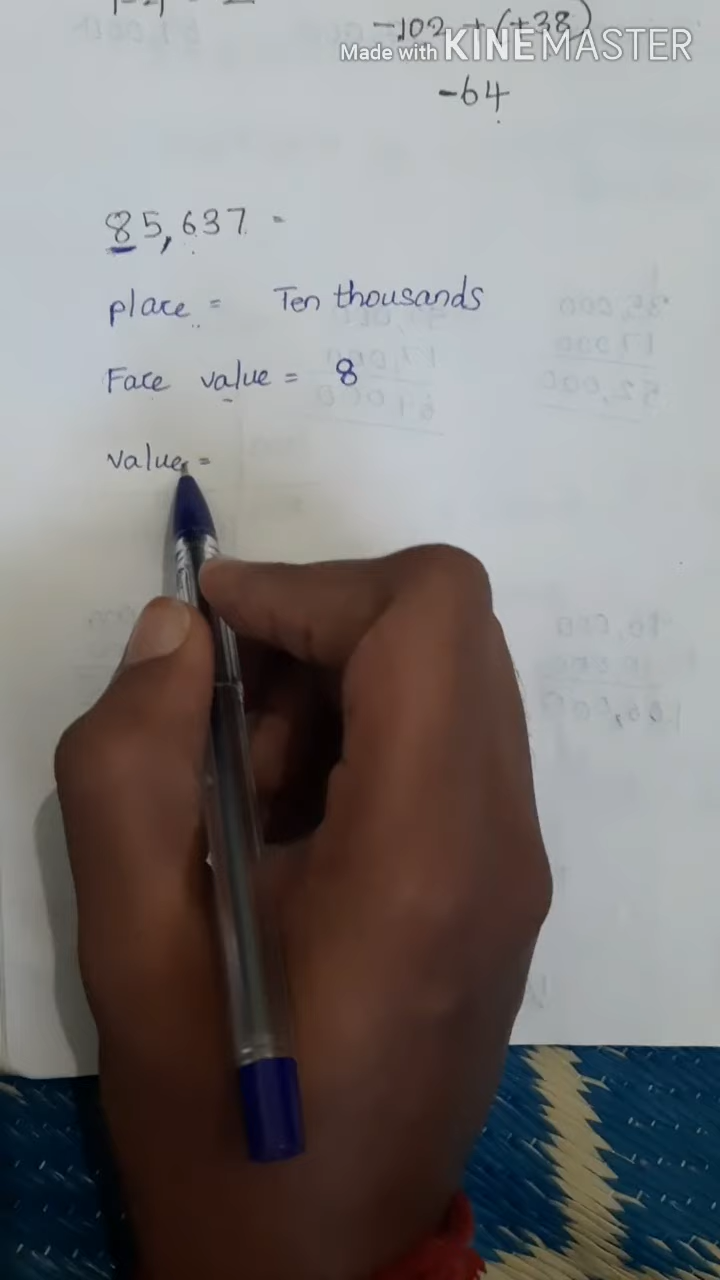 -102 + (+38)
Made with KINEMASTER
-64
85,637 =
place = Ten thousands
Face value = 8
value =